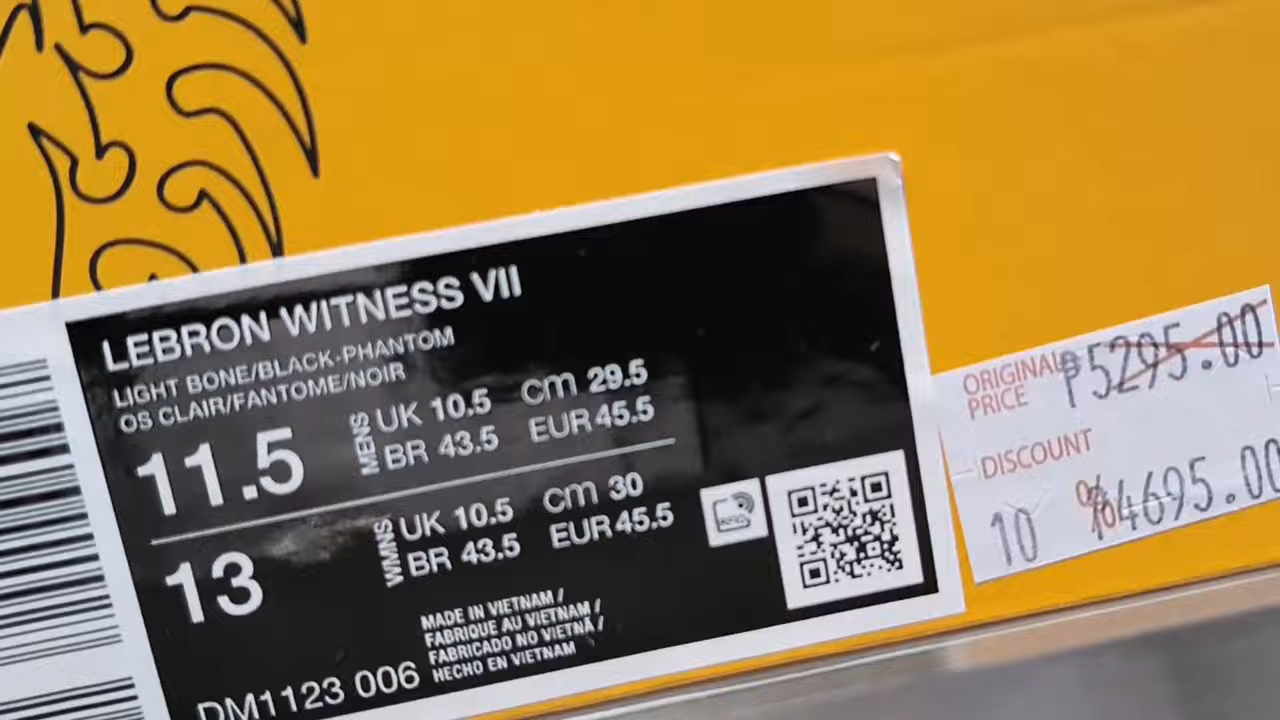 LEBRON WITNESS VII
LIGHT BONE/BLACK-PHANTOM
OS CLAIR/FANTOME/NOIR
11.5 MENS UK 10.5 cm 29.5
BR 43.5 EUR 45.5
13 WMNS UK 10.5 cm 30
BR 43.5 EUR 45.5
MADE IN VIETNAM /
FABRIQUE AU VIETNAM /
FABRICADO NO VIETNÃ /
HECHO EN VIETNAM
DM1123 006
ORIGINAL PRICE ₱5295.00
DISCOUNT
10 % ₱4695.00